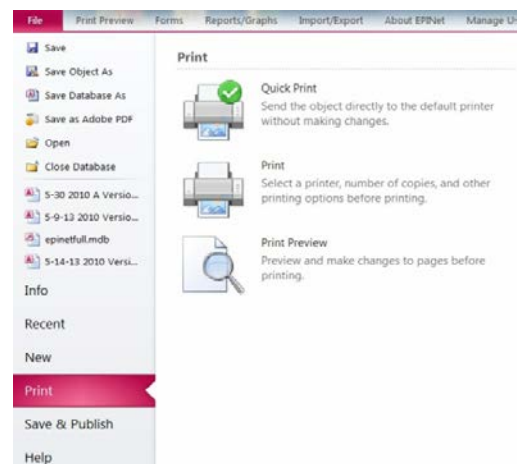 File Print Preview Forms Reports/Graphs Import/Export About EPINet Manage U
Save
Save Object As
Save Database As
Save as Adobe PDF
Open
Close Database
5-30 2010 A Versio...
5-9-13 2010 Versio...
epinetfull.mdb
5-14-13 2010 Versi...
Info
Recent
New
Print
Save & Publish
Help
Print
Quick Print
Send the object directly to the default printer
without making changes.
Print
Select a printer, number of copies, and other
printing options before printing.
Print Preview
Preview and make changes to pages before
printing.